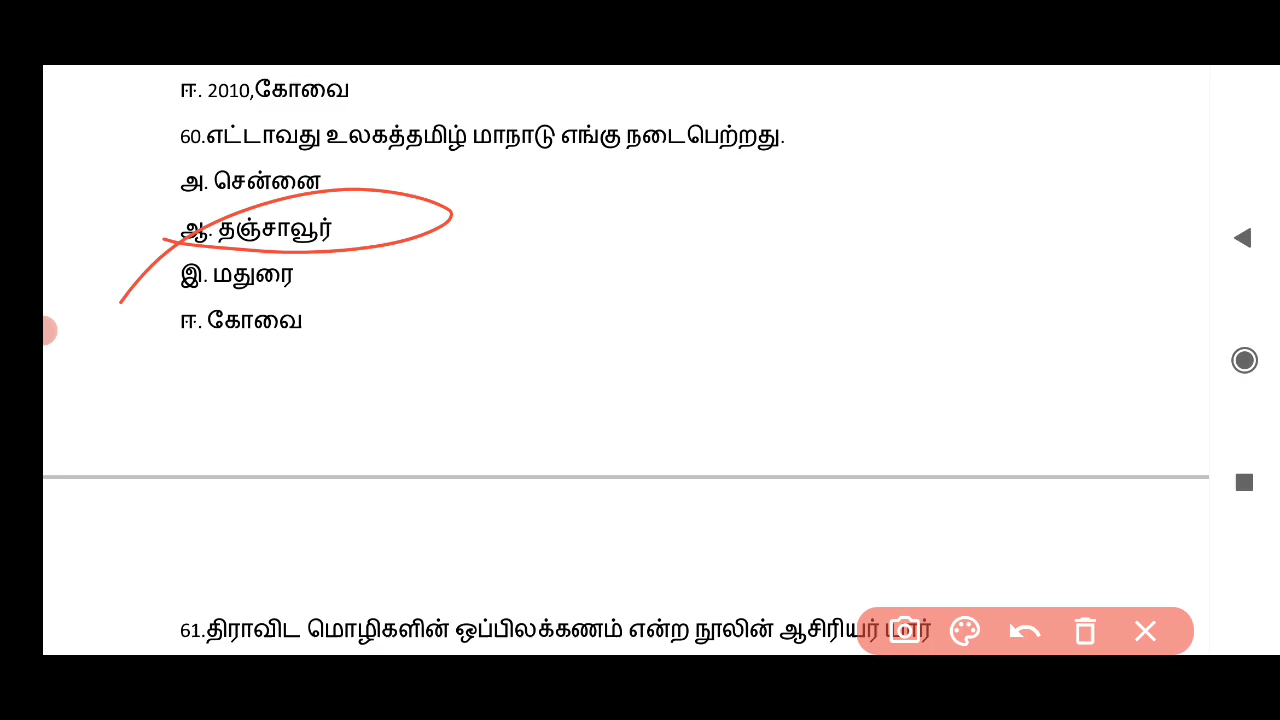 ஈ. 2010,கோவை
60.எட்டாவது உலகத்தமிழ் மாநாடு எங்கு நடைபெற்றது.
அ. சென்னை
ஆ. தஞ்சாவூர்
இ. மதுரை
ஈ. கோவை
61.திராவிட மொழிகளின் ஒப்பிலக்கணம் என்ற நூலின் ஆசிரியர் யார்